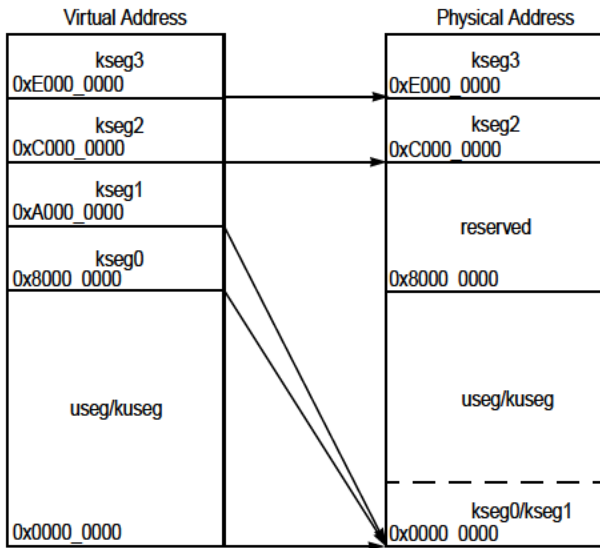 Virtual Address
kseg3
0xE000_0000
kseg2
0xC000_0000
kseg1
0xA000_0000
kseg0
0x8000_0000
useg/kuseg
0x0000_0000
Physical Address
kseg3
0xE000_0000
kseg2
0xC000_0000
reserved
0x8000_0000
useg/kuseg
kseg0/kseg1
0x0000_0000